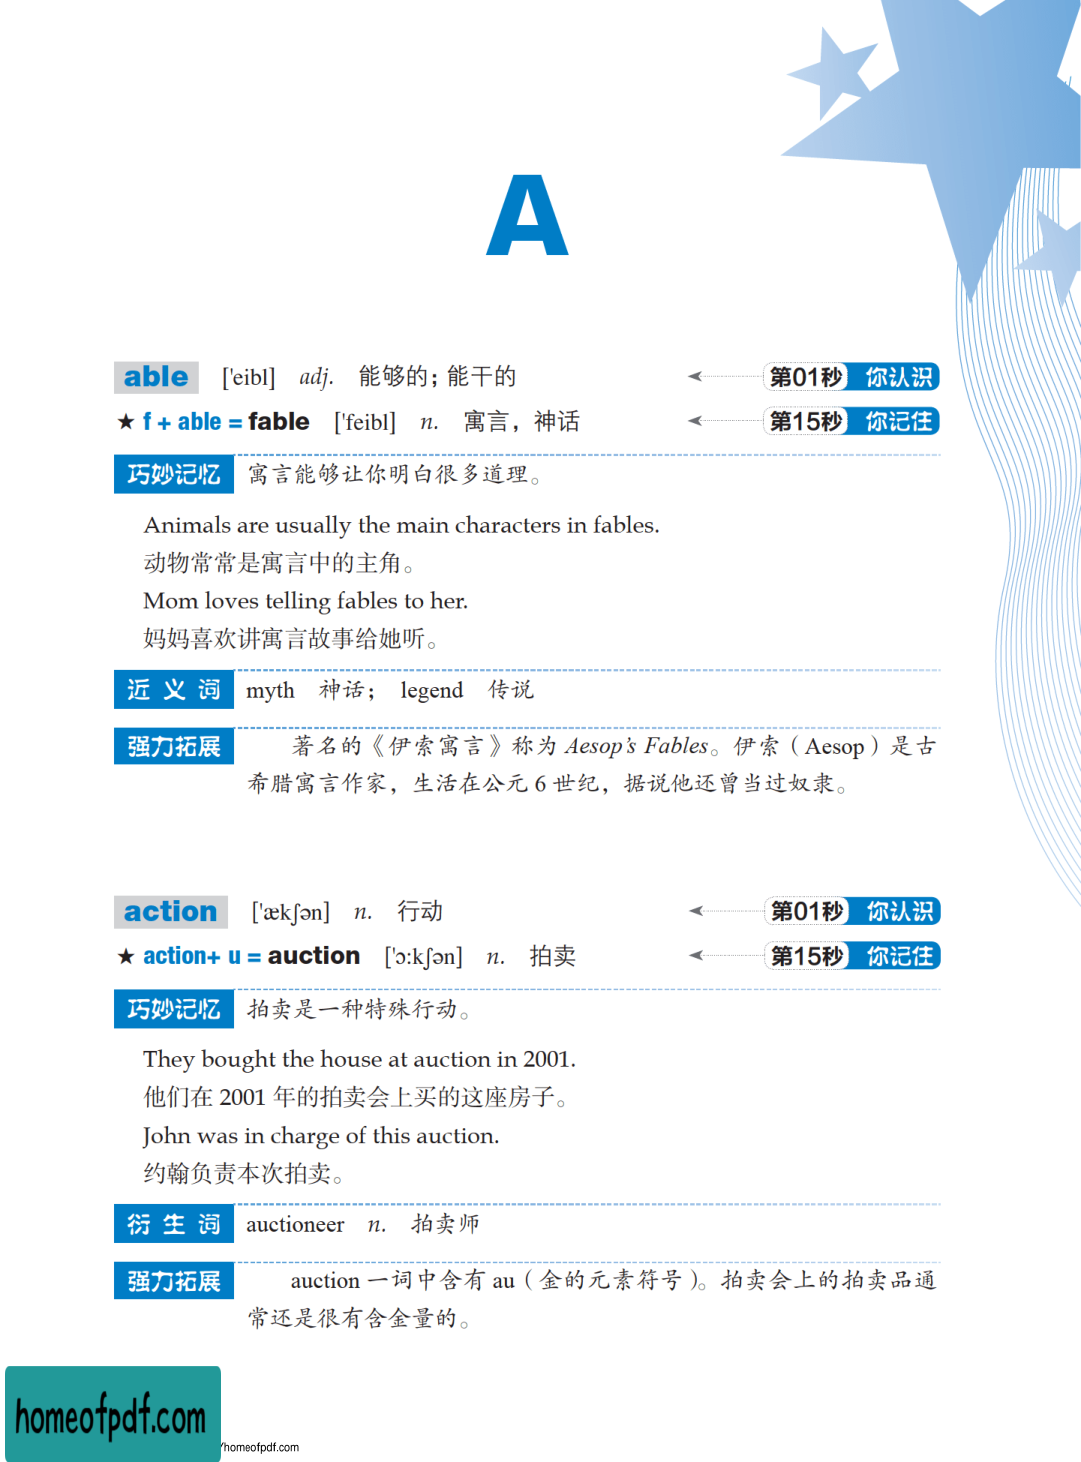 A
able ['eibl] adj. 能够的；能干的 第01秒 你认识
★ f + able = fable ['feibl] n. 寓言，神话 第15秒 你记住
巧妙记忆 寓言能够让你明白很多道理。
Animals are usually the main characters in fables.
动物常常是寓言中的主角。
Mom loves telling fables to her.
妈妈喜欢讲寓言故事给她听。
近义词 myth 神话； legend 传说
强力拓展 著名的《伊索寓言》称为 Aesop's Fables。伊索（Aesop）是古
希腊寓言作家，生活在公元 6 世纪，据说他还曾当过奴隶。
action ['ækʃən] n. 行动 第01秒 你认识
★ action+ u = auction ['ɔ:kʃən] n. 拍卖 第15秒 你记住
巧妙记忆 拍卖是一种特殊行动。
They bought the house at auction in 2001.
他们在 2001 年的拍卖会上买的这座房子。
John was in charge of this auction.
约翰负责本次拍卖。
衍生词 auctioneer n. 拍卖师
强力拓展 auction 一词中含有 au（金的元素符号）。拍卖会上的拍卖品通
常还是很有含金量的。
homeofpdf.com
/homeofpdf.com